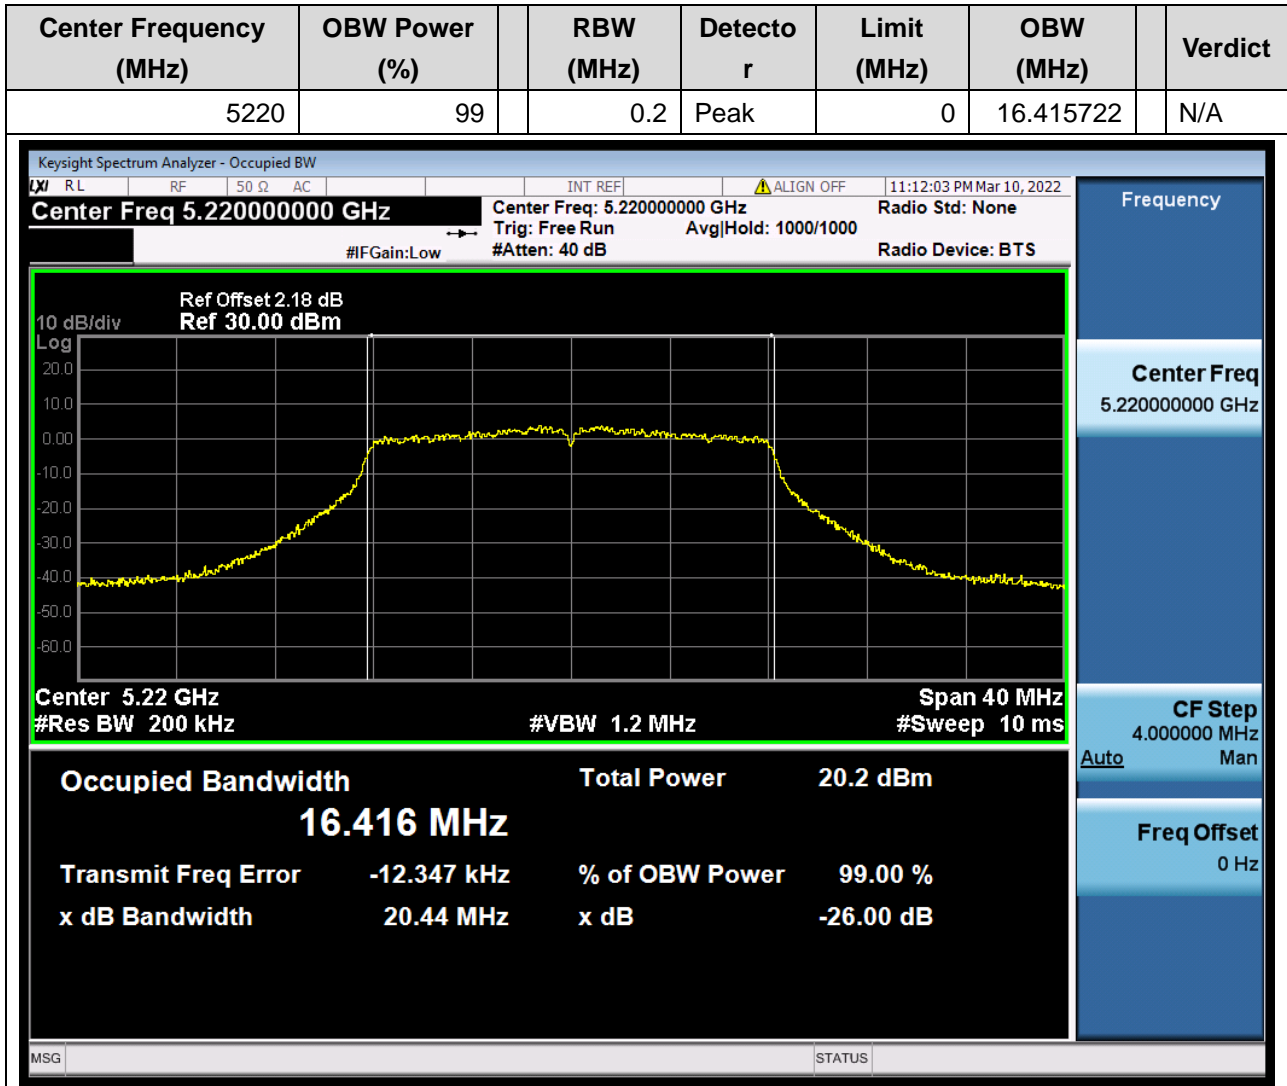 Center Frequency (MHz) OBW Power (%) RBW (MHz) Detecto r Limit (MHz) OBW (MHz) Verdict
5220 99 0.2 Peak 0 16.415722 N/A
Keysight Spectrum Analyzer - Occupied BW
LXI RL RF 50 Ω AC INT REF ALIGN OFF 11:12:03 PM Mar 10, 2022
Center Freq 5.220000000 GHz
Center Freq: 5.220000000 GHz Radio Std: None
Trig: Free Run Avg|Hold: 1000/1000
#IFGain:Low #Atten: 40 dB Radio Device: BTS
Frequency
Ref Offset 2.18 dB
10 dB/div Ref 30.00 dBm
Log
20.0
10.0
0.00
-10.0
-20.0
-30.0
-40.0
-50.0
-60.0
Center 5.22 GHz Span 40 MHz
#Res BW 200 kHz #VBW 1.2 MHz #Sweep 10 ms
Center Freq
5.220000000 GHz
CF Step
4.000000 MHz
Auto Man
Freq Offset
0 Hz
Occupied Bandwidth Total Power 20.2 dBm
16.416 MHz
Transmit Freq Error -12.347 kHz % of OBW Power 99.00 %
x dB Bandwidth 20.44 MHz x dB -26.00 dB
MSG STATUS